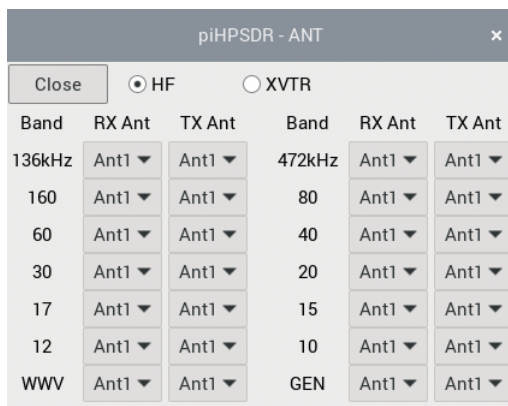 piHPSDR - ANT ×
Close HF XVTR
Band RX Ant TX Ant Band RX Ant TX Ant
136kHz Ant1 Ant1 472kHz Ant1 Ant1
160 Ant1 Ant1 80 Ant1 Ant1
60 Ant1 Ant1 40 Ant1 Ant1
30 Ant1 Ant1 20 Ant1 Ant1
17 Ant1 Ant1 15 Ant1 Ant1
12 Ant1 Ant1 10 Ant1 Ant1
WWV Ant1 Ant1 GEN Ant1 Ant1